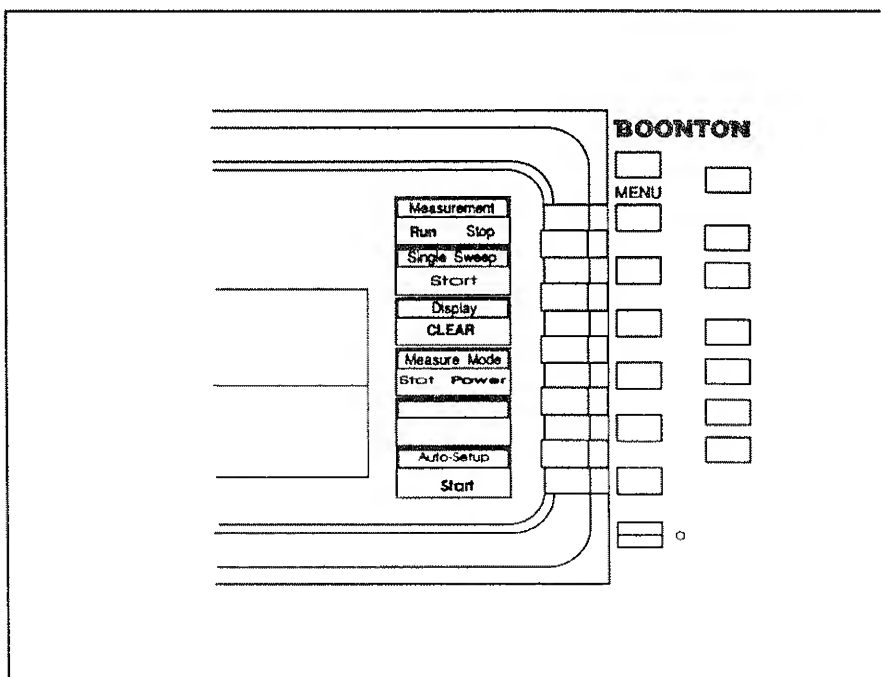 BOONTON
MENU
Measurement
Run Stop
Single Sweep
Start
Display
CLEAR
Measure Mode
Stat Power
Auto-Setup
Start